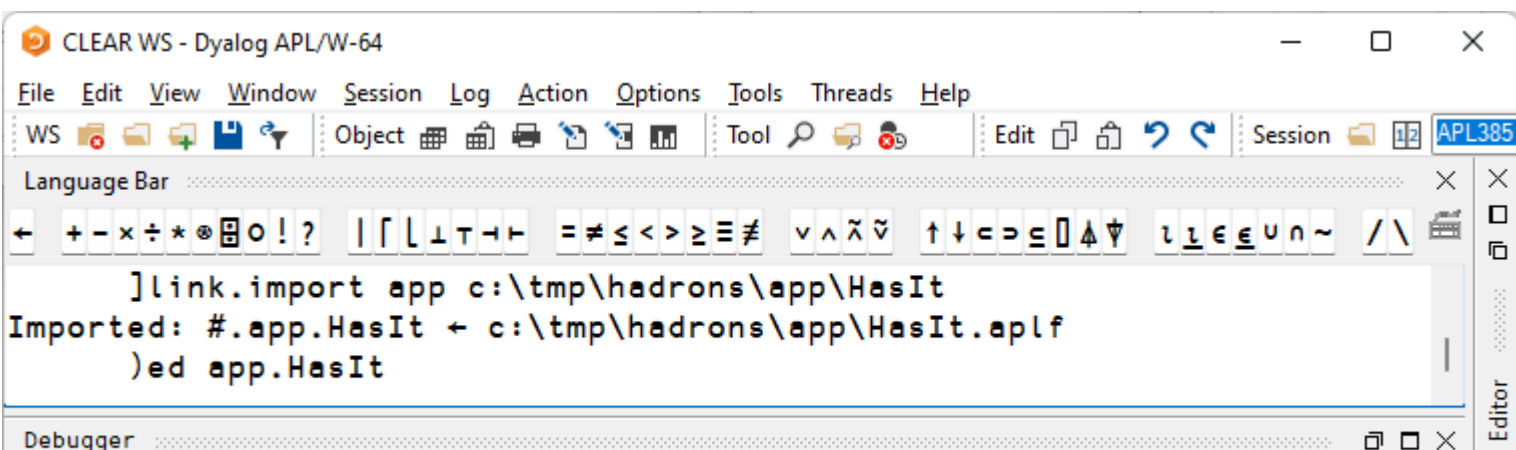 CLEAR WS - Dyalog APL/W-64
File Edit View Window Session Log Action Options Tools Threads Help
WS Object Tool Edit Session APL385
Language Bar
← + - × ÷ * ⍟ ⌹ ○ ! ? | ⌈ ⌊ ⊥ ⊤ ⊣ ⊢ = ≠ ≤ < > ≥ ≡ ≢ ∨ ∧ ⍲ ⍱ ↑ ↓ ⊂ ⊃ ⊆ ⌷ ⍋ ⍒ ⍳ ⍸ ∊ ⍷ ∪ ∩ ~ / \
]link.import app c:\tmp\hadrons\app\HasIt
Imported: #.app.HasIt ← c:\tmp\hadrons\app\HasIt.aplf
)ed app.HasIt
Debugger
Editor